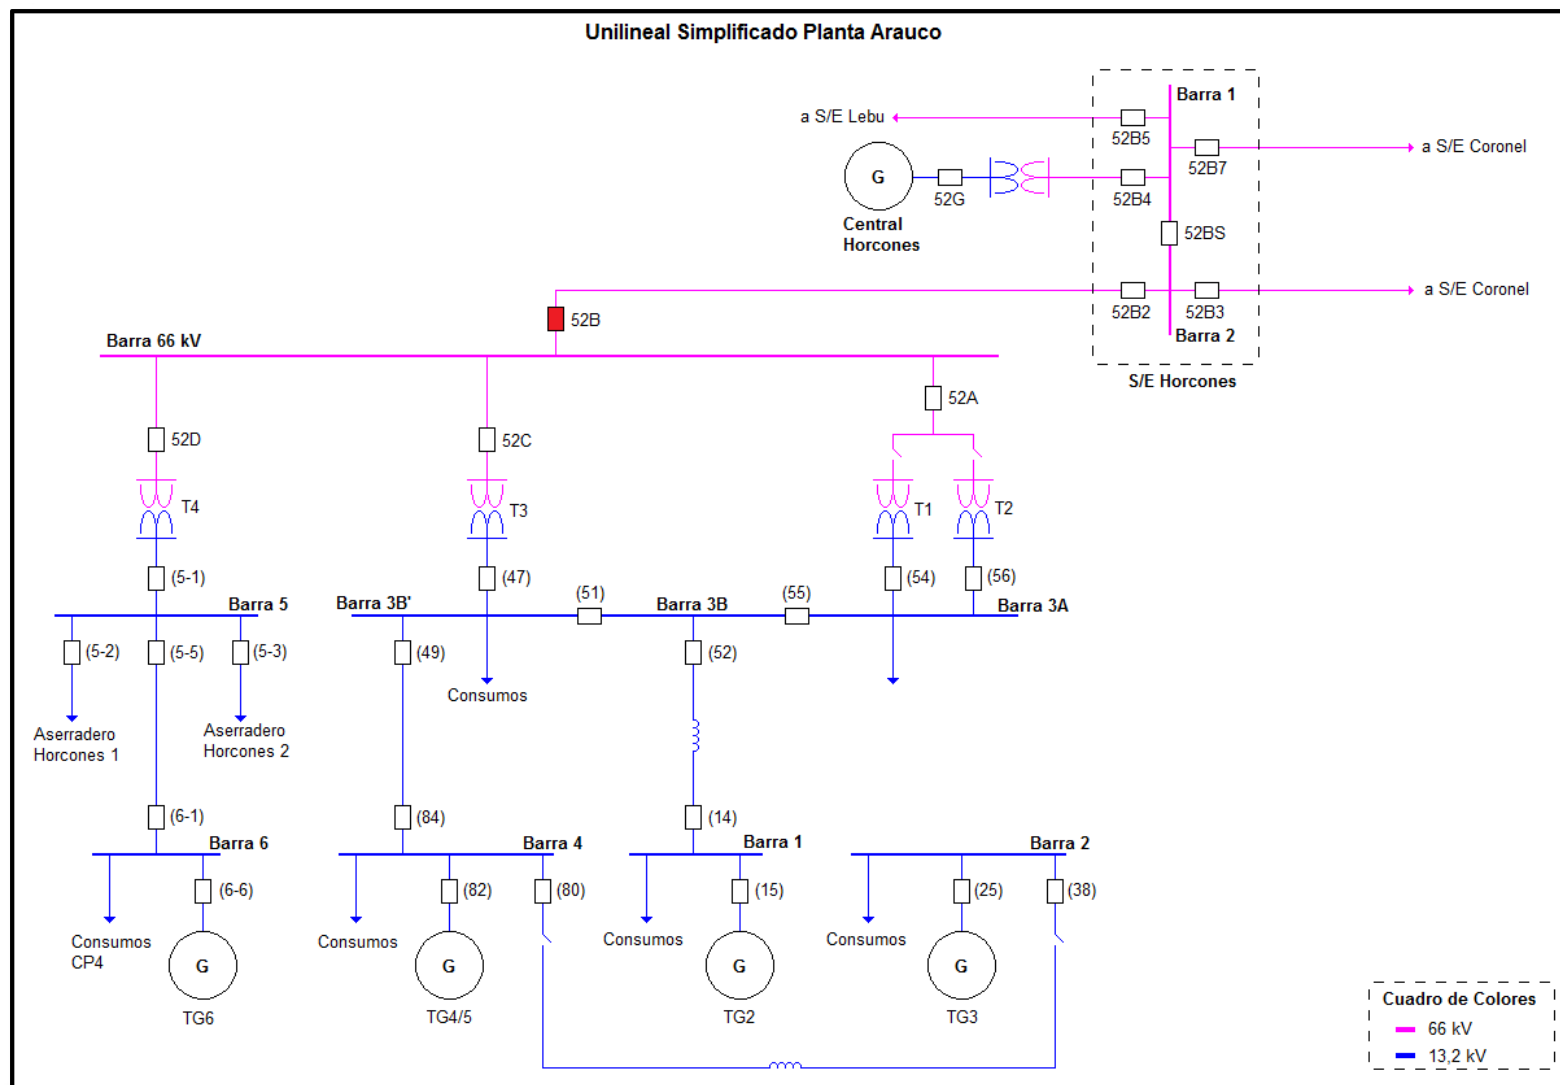 Unilineal Simplificado Planta Arauco
Barra 1
a S/E Lebu
52B5
a S/E Coronel
52B7
G
52G
52B4
Central
Horcones
52BS
a S/E Coronel
52B2
52B3
52B
Barra 2
Barra 66 kV
S/E Horcones
52A
52D
52C
T4
T3
T1
T2
(5-1)
(47)
(54)
(56)
(51)
(55)
Barra 5
Barra 3B'
Barra 3B
Barra 3A
(5-2)
(5-5)
(5-3)
(49)
(52)
Consumos
Aserradero
Horcones 1
Aserradero
Horcones 2
(6-1)
(84)
(14)
Barra 6
Barra 4
Barra 1
Barra 2
(6-6)
(82)
(80)
(15)
(25)
(38)
Consumos
CP4
Consumos
Consumos
Consumos
G
G
G
G
TG6
TG4/5
TG2
TG3
Cuadro de Colores
66 kV
13,2 kV